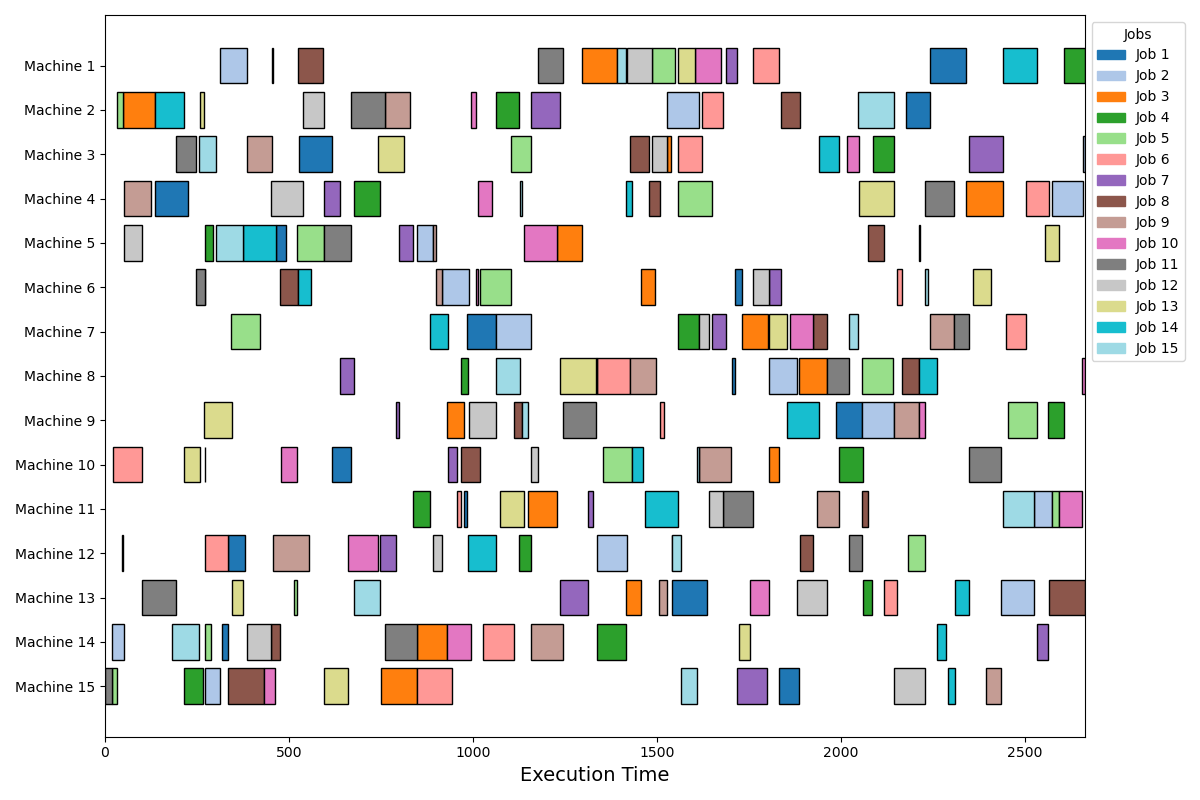 Machine 1
Machine 2
Machine 3
Machine 4
Machine 5
Machine 6
Machine 7
Machine 8
Machine 9
Machine 10
Machine 11
Machine 12
Machine 13
Machine 14
Machine 15
0 500 1000 1500 2000 2500
Execution Time
Jobs
Job 1
Job 2
Job 3
Job 4
Job 5
Job 6
Job 7
Job 8
Job 9
Job 10
Job 11
Job 12
Job 13
Job 14
Job 15